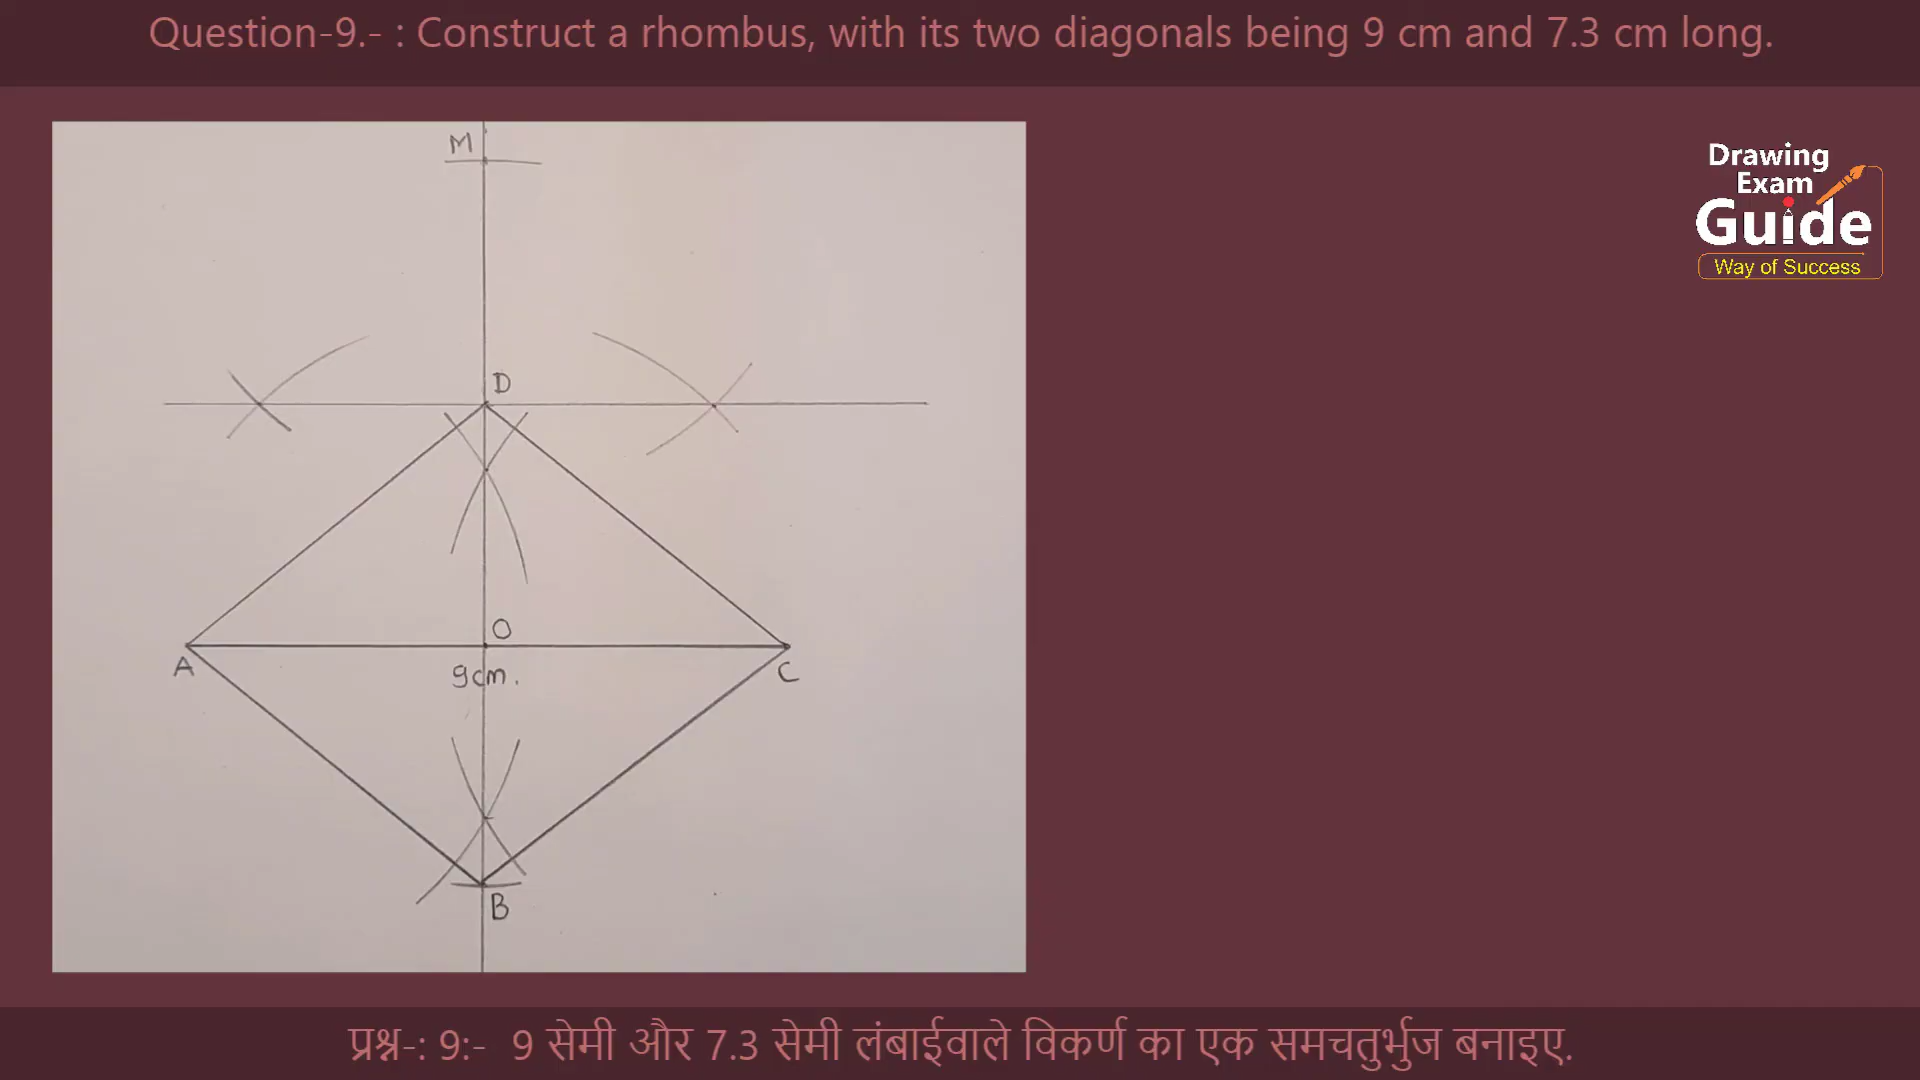 Question-9.- : Construct a rhombus, with its two diagonals being 9 cm and 7.3 cm long.
M
D
O
A
9cm.
C
B
Drawing
Exam
Guide
Way of Success
प्रश्न-: 9:- 9 सेमी और 7.3 सेमी लंबाईवाले विकर्ण का एक समचतुर्भुज बनाइए.